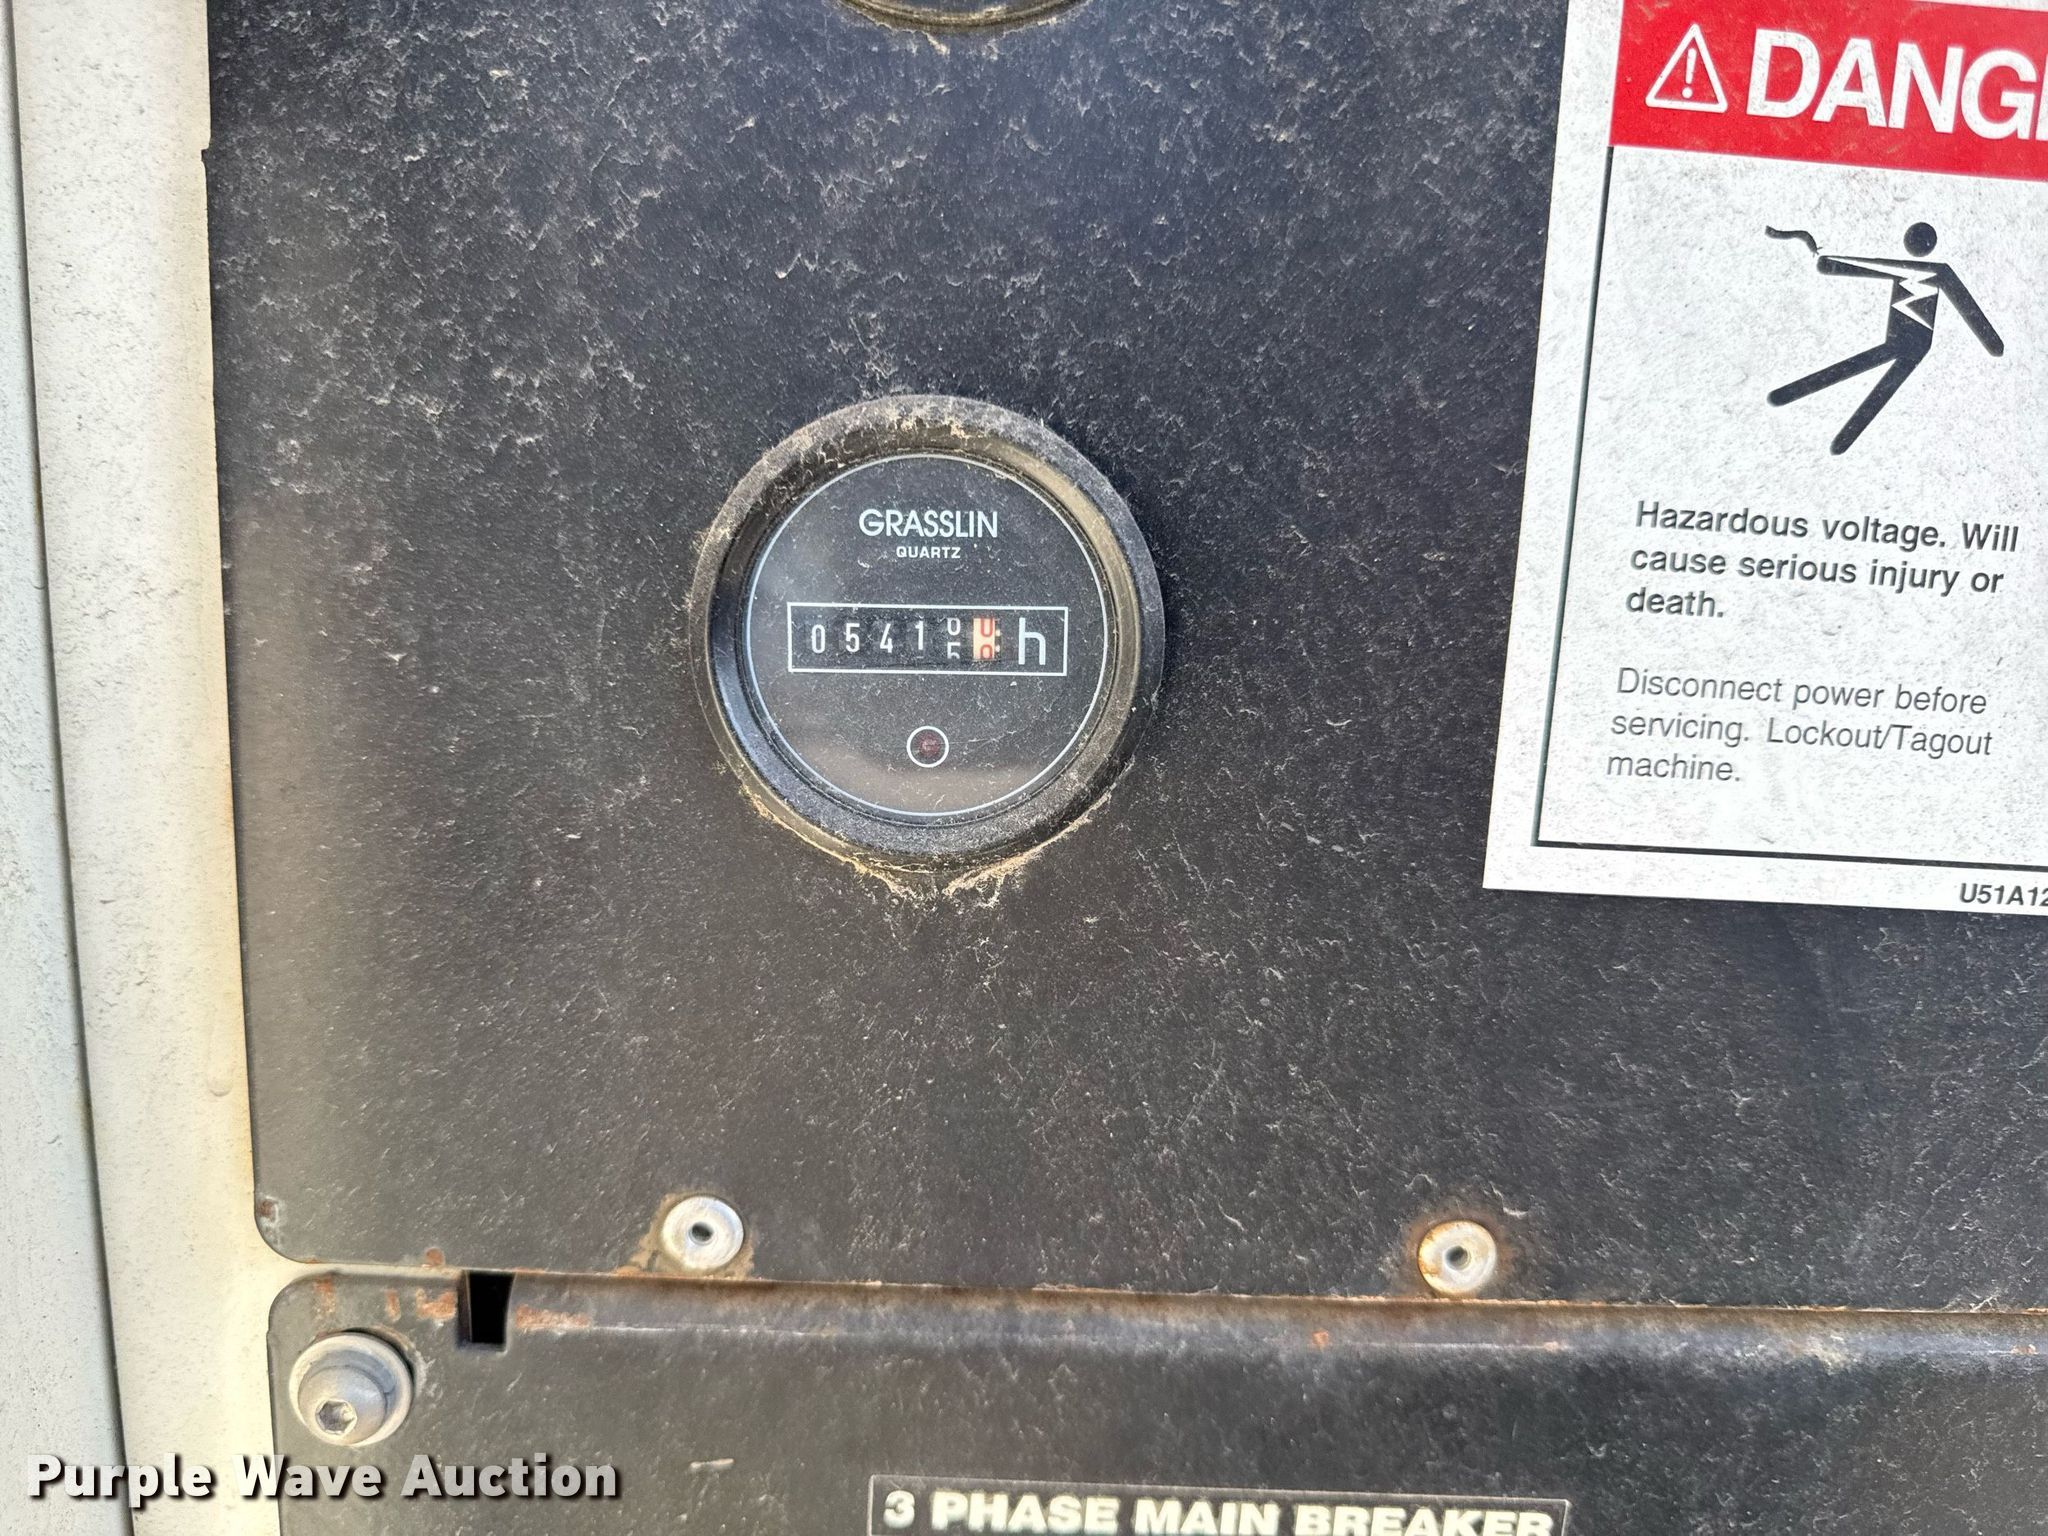 DANG
Hazardous voltage. Will
cause serious injury or
death.
Disconnect power before
servicing. Lockout/Tagout
machine.
U51A12
GRASSLIN
QUARTZ
0541 h
3 PHASE MAIN BREAKER
Purple Wave Auction